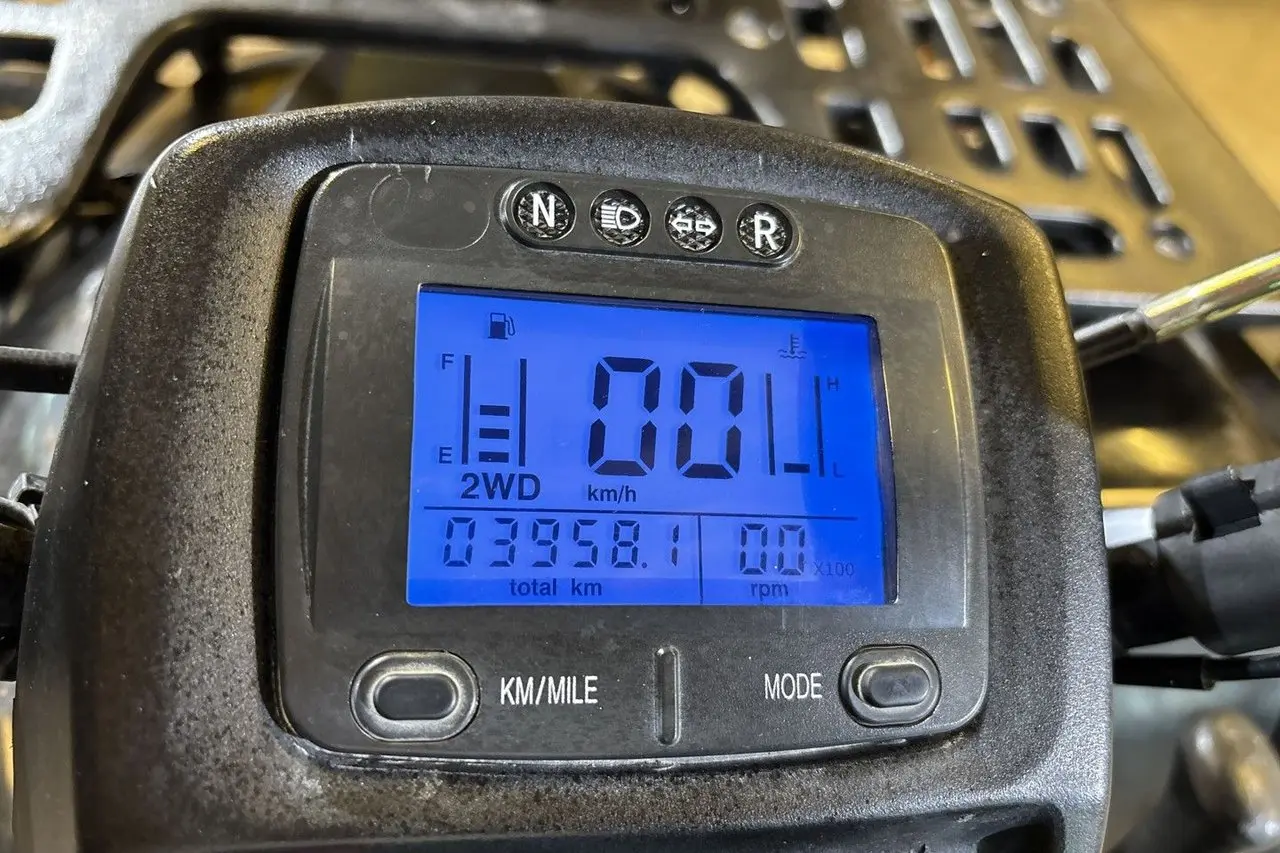 N R
F
00
H
E
L
2WD
km/h
03958.1
00
X100
total km
rpm
KM/MILE
MODE